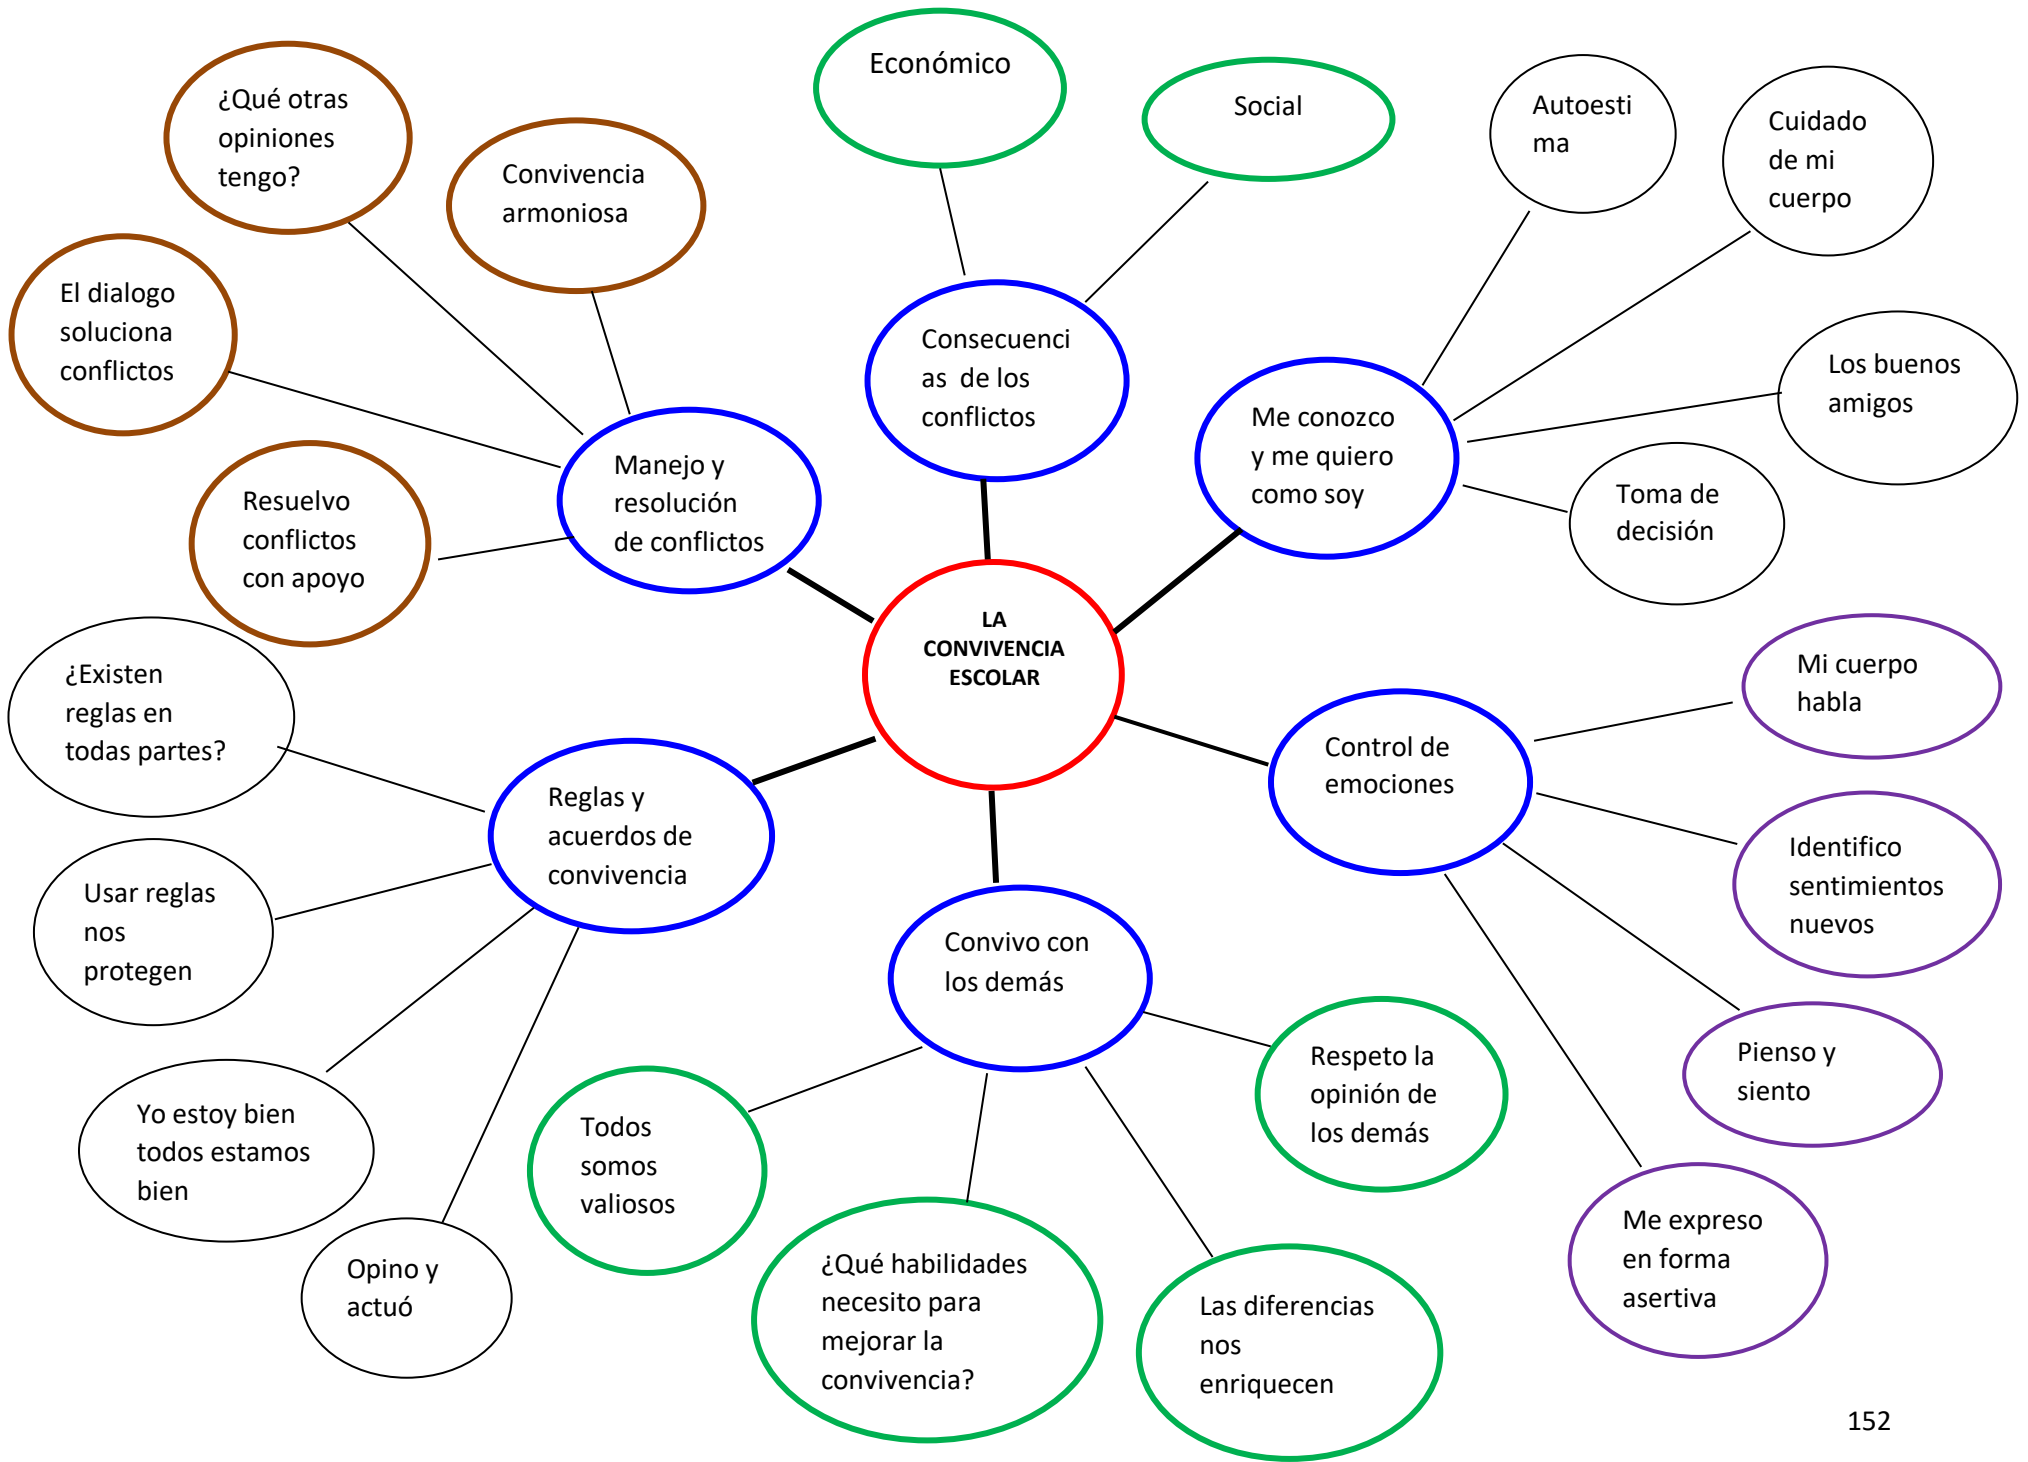 Económico
Social
Autoesti
ma
Cuidado
de mi
cuerpo
¿Qué otras
opiniones
tengo?
Convivencia
armoniosa
El dialogo
soluciona
conflictos
Consecuenci
as  de los
conflictos
Los buenos
amigos
Me conozco
y me quiero
como soy
Manejo y
resolución
de conflictos
Resuelvo
conflictos
con apoyo
Toma de
decisión
LA
CONVIVENCIA
ESCOLAR
¿Existen
reglas en
todas partes?
Mi cuerpo
habla
Control de
emociones
Reglas y
acuerdos de
convivencia
Identifico
sentimientos
nuevos
Usar reglas
nos
protegen
Convivo con
los demás
Pienso y
siento
Respeto la
opinión de
los demás
Yo estoy bien
todos estamos
bien
Todos
somos
valiosos
Me expreso
en forma
asertiva
Opino y
actuó
¿Qué habilidades
necesito para
mejorar la
convivencia?
Las diferencias
nos
enriquecen
152